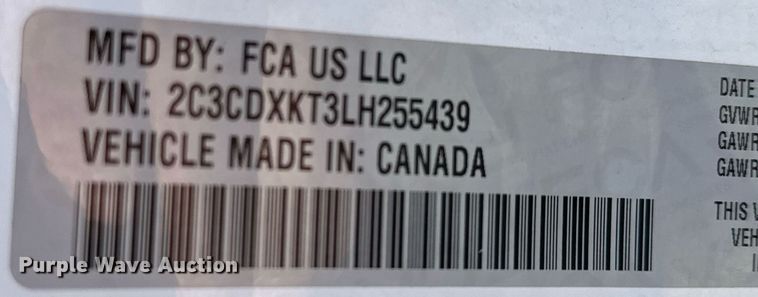 MFD BY: FCA US LLC
VIN: 2C3CDXKT3LH255439
VEHICLE MADE IN: CANADA
DATE
GVWR
GAWR
GAWR
THIS
VEH
Purple Wave Auction